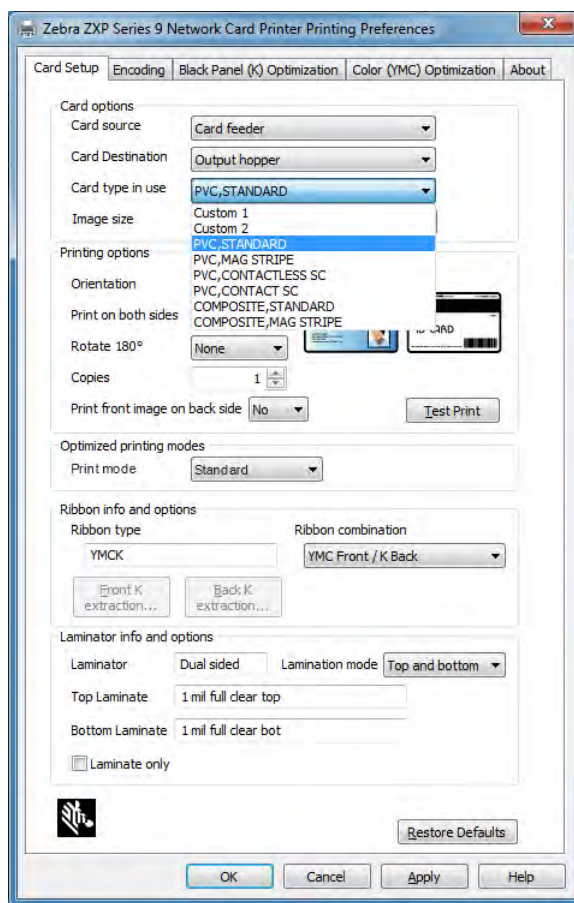 Zebra ZXP Series 9 Network Card Printer Printing Preferences
Card Setup Encoding Black Panel (K) Optimization Color (YMC) Optimization About
Card options
Card source Card feeder
Card Destination Output hopper
Card type in use PVC,STANDARD
Image size
Custom 1
Custom 2
PVC,STANDARD
PVC,MAG STRIPE
PVC,CONTACTLESS SC
PVC,CONTACT SC
COMPOSITE,STANDARD
COMPOSITE,MAG STRIPE
Printing options
Orientation
Print on both sides
CARD
Rotate 180° None
Copies 1
Print front image on back side No Test Print
Optimized printing modes
Print mode Standard
Ribbon info and options
Ribbon type Ribbon combination
YMCK YMC Front / K Back
Front K extraction... Back K extraction...
Laminator info and options
Laminator Dual sided Lamination mode Top and bottom
Top Laminate 1 mil full clear top
Bottom Laminate 1 mil full clear bot
Laminate only
Restore Defaults
OK Cancel Apply Help